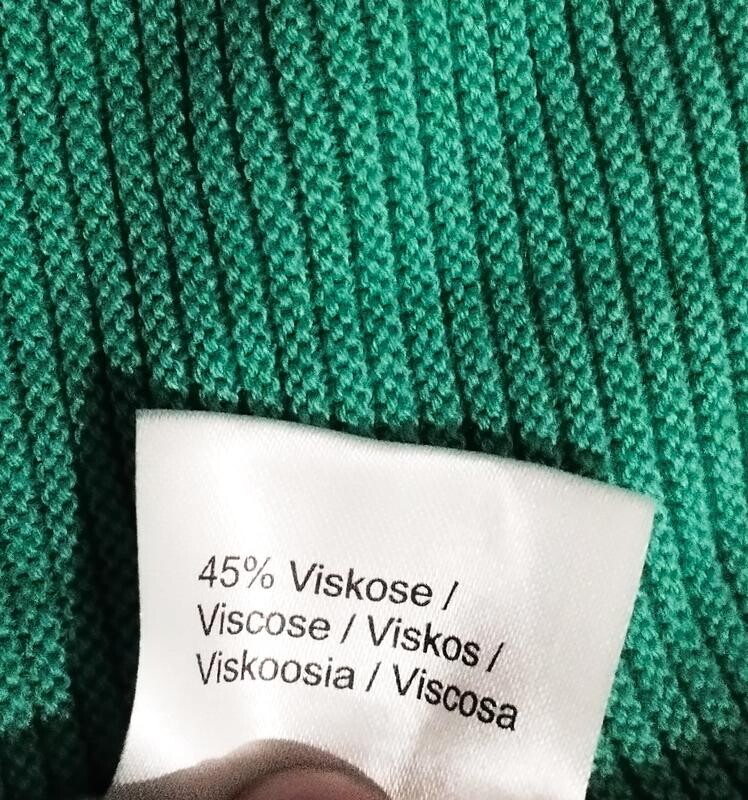 45% Viskose /
Viscose / Viskos /
Viskoosia / Viscosa